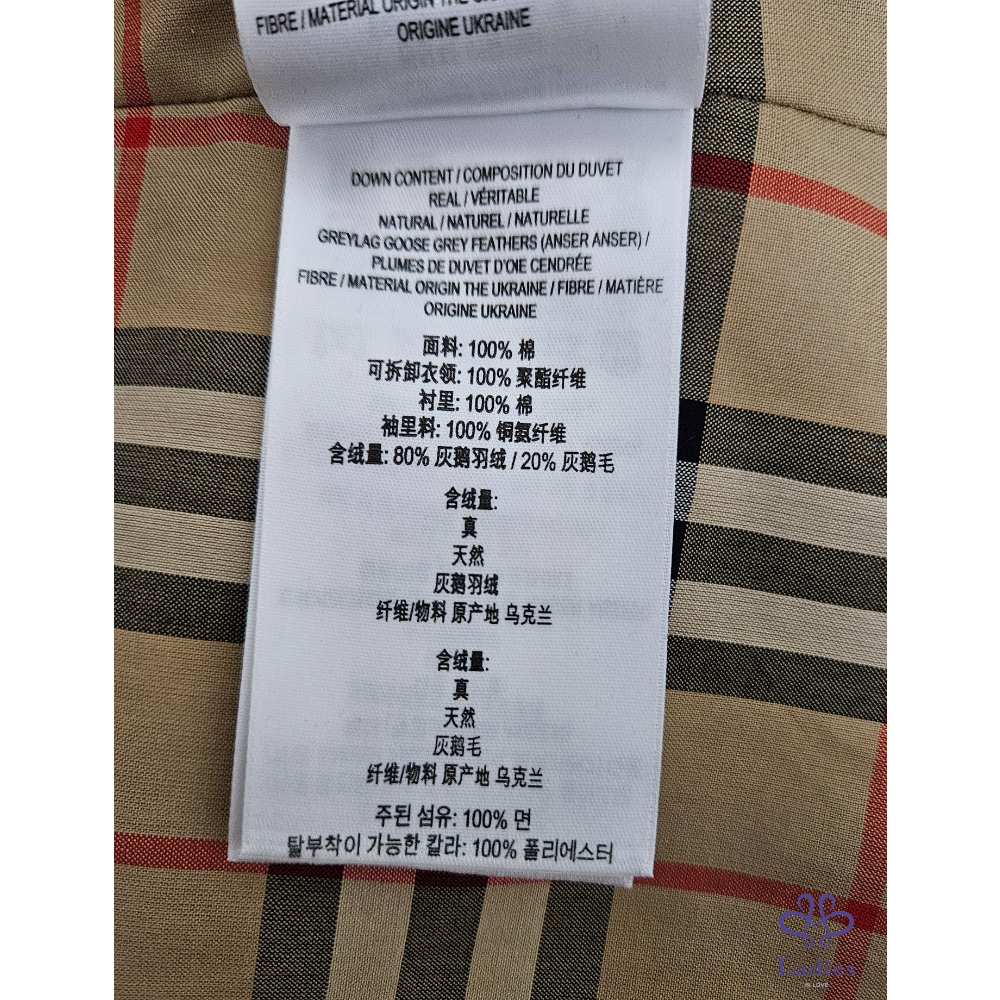 FIBRE / MATERIAL ORIGIN THE
ORIGINE UKRAINE
DOWN CONTENT / COMPOSITION DU DUVET
REAL / VÉRITABLE
NATURAL / NATUREL / NATURELLE
GREYLAG GOOSE GREY FEATHERS (ANSER ANSER) /
PLUMES DE DUVET D'OIE CENDRÉE
FIBRE / MATERIAL ORIGIN THE UKRAINE / FIBRE / MATIÈRE
ORIGINE UKRAINE
面料: 100% 棉
可拆卸衣领: 100% 聚酯纤维
衬里: 100% 棉
袖里料: 100% 铜氨纤维
含绒量: 80% 灰鹅羽绒 / 20% 灰鹅毛
含绒量:
真
天然
灰鹅羽绒
纤维/物料 原产地 乌克兰
含绒量:
真
天然
灰鹅毛
纤维/物料 原产地 乌克兰
주된 섬유: 100% 면
탈부착이 가능한 칼라: 100% 폴리에스터
Ladies
IN LOVE